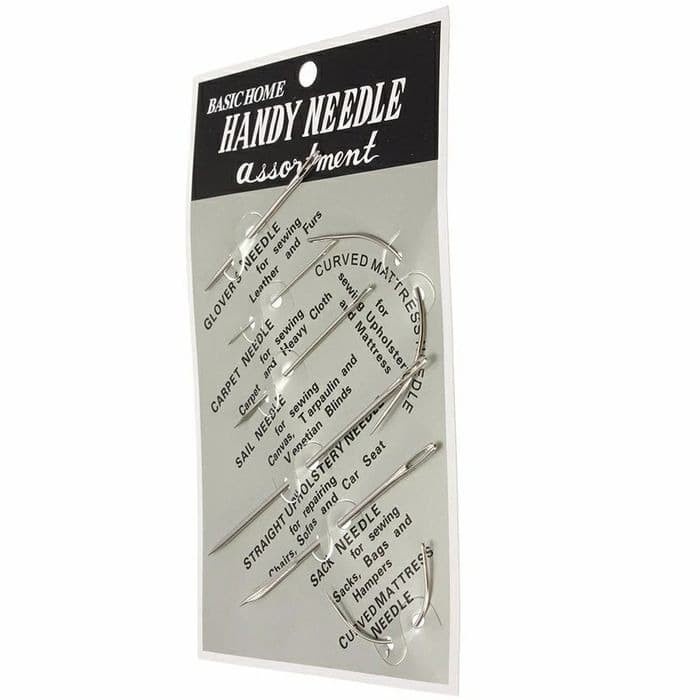 BASIC HOME
HANDY NEEDLE
assortment
GLOVER'S NEEDLE
for sewing
Leather and Furs
CURVED MATTRESS NEEDLE
for
sewing Upholstery
and Mattress
CARPET NEEDLE
for sewing
Carpet and Heavy Cloth
SAIL NEEDLE
for sewing
Canvas, Tarpaulin and
Venetian Blinds
STRAIGHT UPHOLSTERY NEEDLE
for repairing
Chairs, Sofas and Car Seat
SACK NEEDLE
for sewing
Sacks, Bags and
Hampers
CURVED MATTRESS
NEEDLE